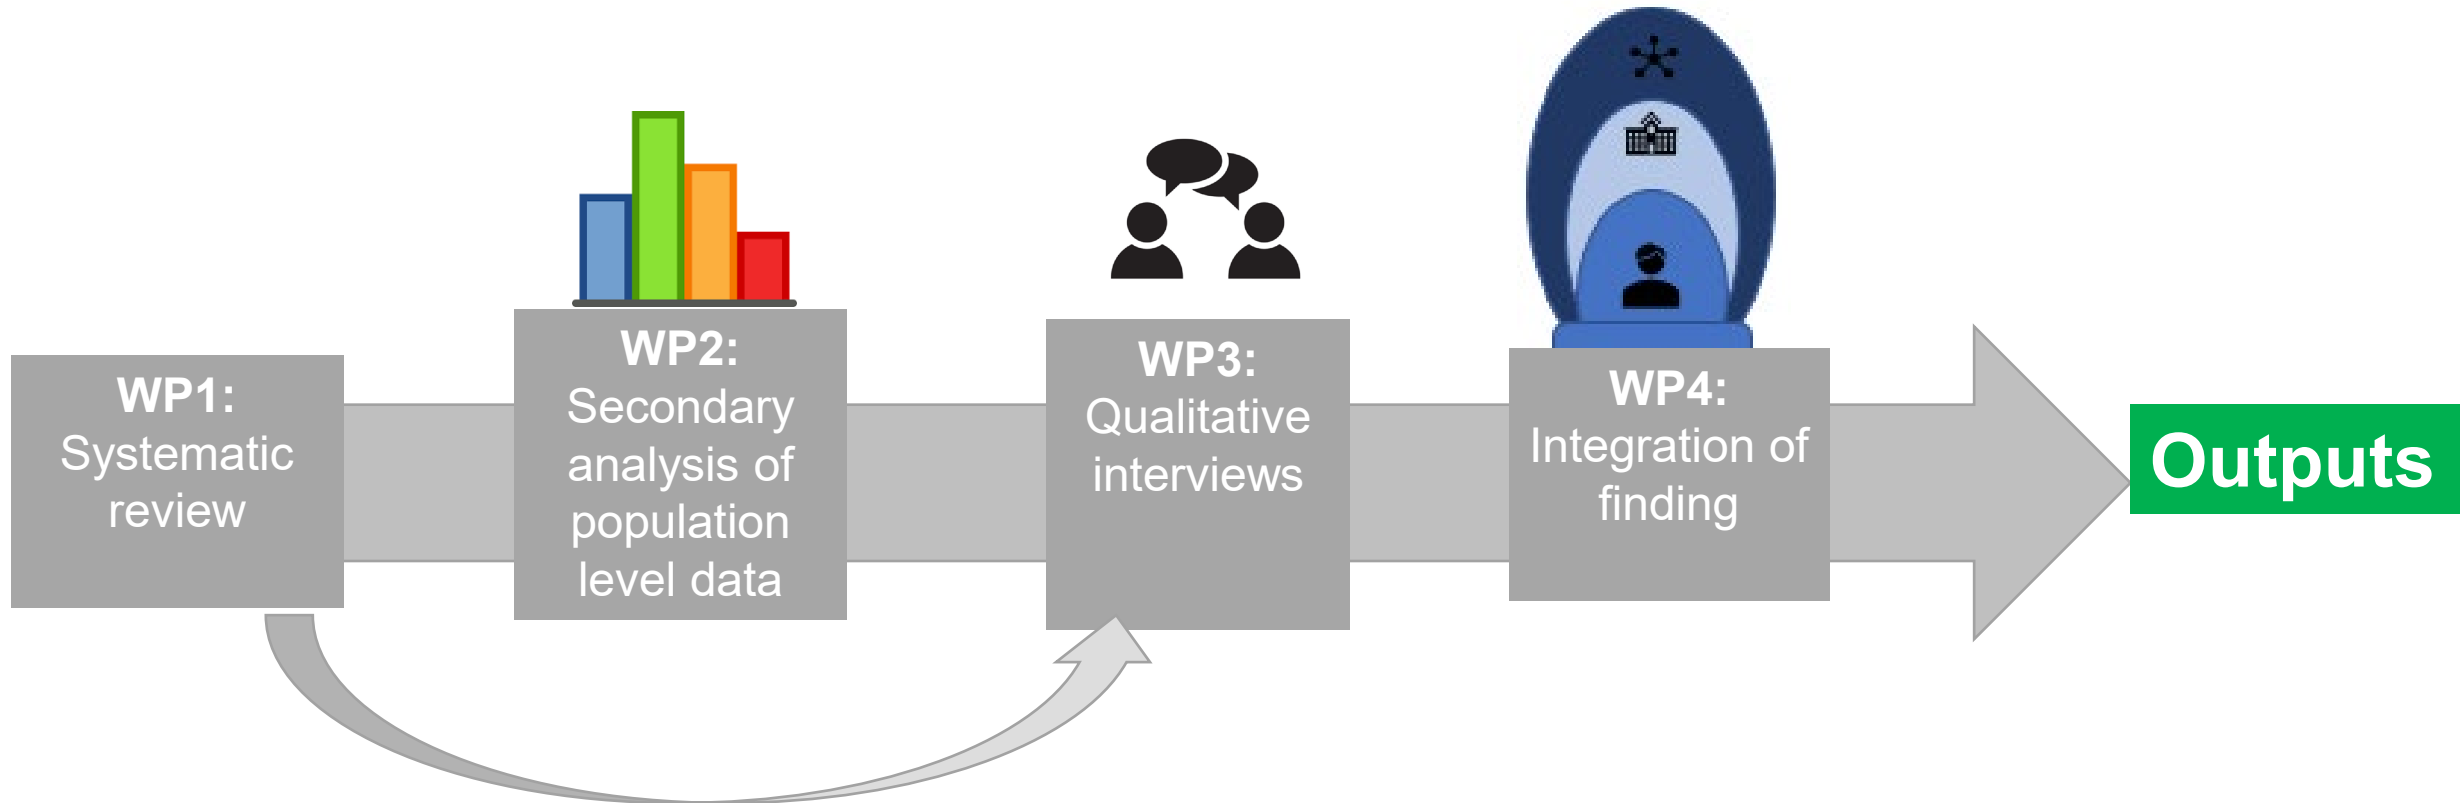 WP1:
Systematic
review
WP2:
Secondary
analysis of
population
level data
WP3:
Qualitative
interviews
WP4:
Integration of
finding
Outputs